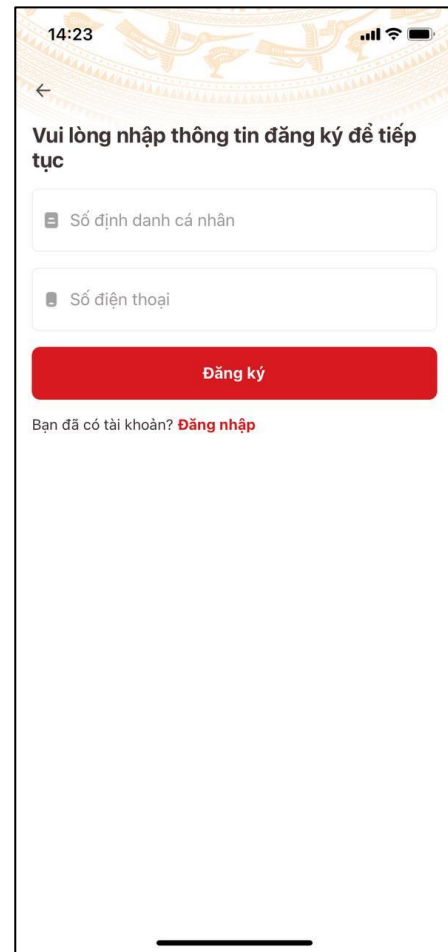 14:23
Vui lòng nhập thông tin đăng ký để tiếp
tục
Số định danh cá nhân
Số điện thoại
Đăng ký
Bạn đã có tài khoản? Đăng nhập